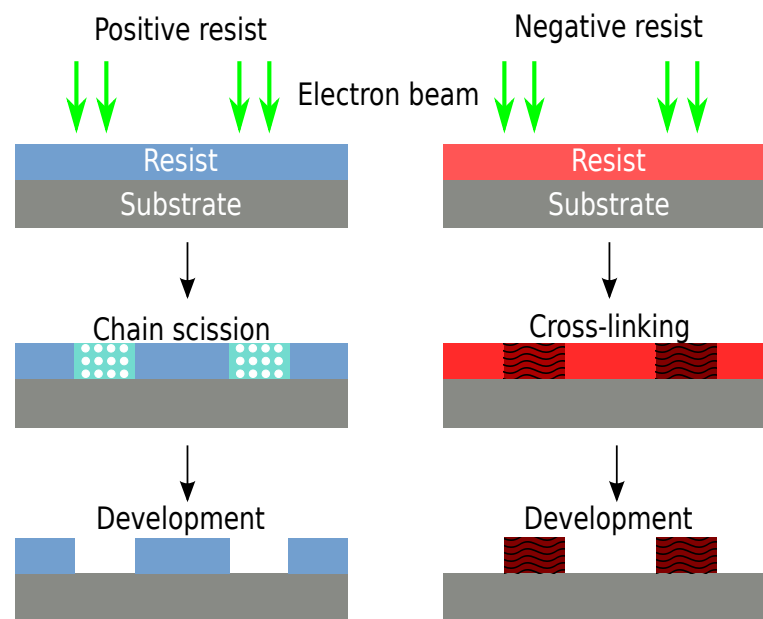 Positive resist
Negative resist
Electron beam
Resist
Resist
Substrate
Substrate
Chain scission
Cross-linking
Development
Development